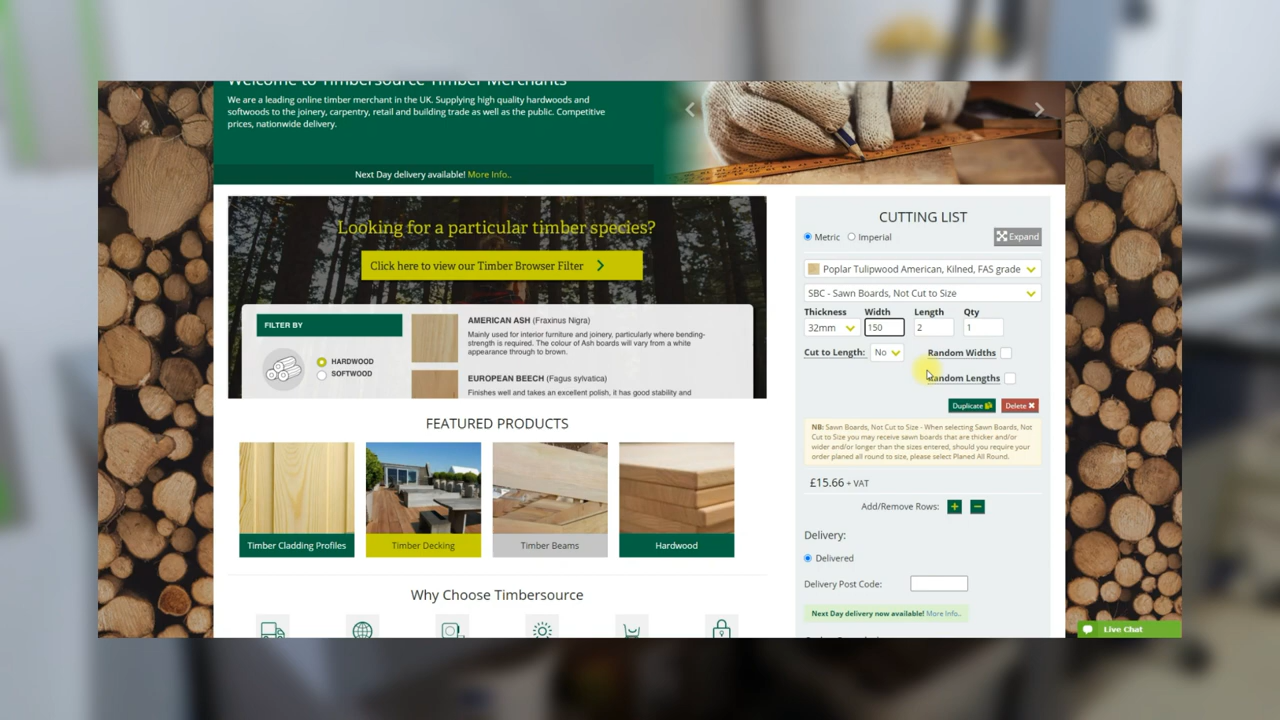 Welcome to Timbersource Timber Merchants
We are a leading online timber merchant in the UK. Supplying high quality hardwoods and
softwoods to the joinery, carpentry, retail and building trade as well as the public. Competitive
prices, nationwide delivery.
Next Day delivery available! More Info..
Looking for a particular timber species?
Click here to view our Timber Browser Filter
FILTER BY
HARDWOOD
SOFTWOOD
AMERICAN ASH (Fraxinus Nigra)
Mainly used for interior furniture and joinery, particularly where bending-
strength is required. The colour of Ash boards will vary from a white
appearance through to brown.
EUROPEAN BEECH (Fagus sylvatica)
Finishes well and takes an excellent polish, it has good stability and
FEATURED PRODUCTS
Timber Cladding Profiles
Timber Decking
Timber Beams
Hardwood
Why Choose Timbersource
CUTTING LIST
Metric Imperial
Expand
Poplar Tulipwood American, Kilned, FAS grade
SBC - Sawn Boards, Not Cut to Size
Thickness Width Length Qty
32mm 150 2 1
Cut to Length: No Random Widths
Random Lengths
Duplicate Delete
NB: Sawn Boards, Not Cut to Size - When selecting Sawn Boards, Not
Cut to Size you may receive sawn boards that are thicker and/or
wider and/or longer than the sizes entered, should you require your
order planed all round to size, please select Planed All Round.
£15.66 + VAT
Add/Remove Rows: + −
Delivery:
Delivered
Delivery Post Code:
Next Day delivery now available! More Info..
Live Chat